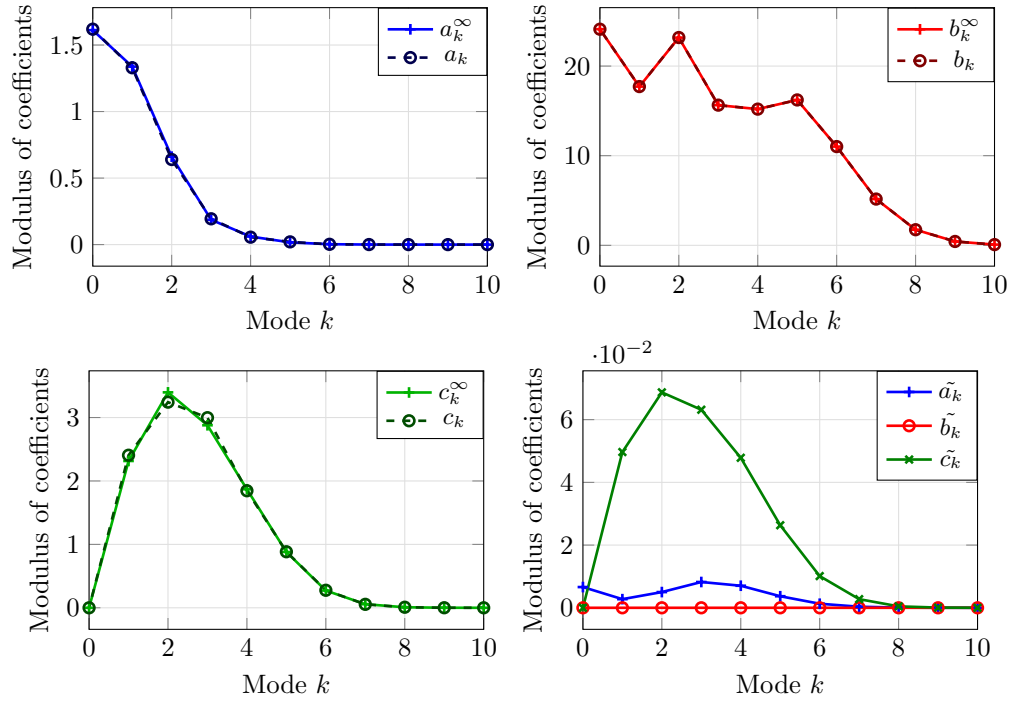 Modulus of coefficients
1.5
1
0.5
0
0 2 4 6 8 10
Mode k
a_k^∞
a_k
Modulus of coefficients
20
10
0
0 2 4 6 8 10
Mode k
b_k^∞
b_k
Modulus of coefficients
3
2
1
0
0 2 4 6 8 10
Mode k
c_k^∞
c_k
·10^{−2}
Modulus of coefficients
6
4
2
0
0 2 4 6 8 10
Mode k
ã_k
b̃_k
c̃_k